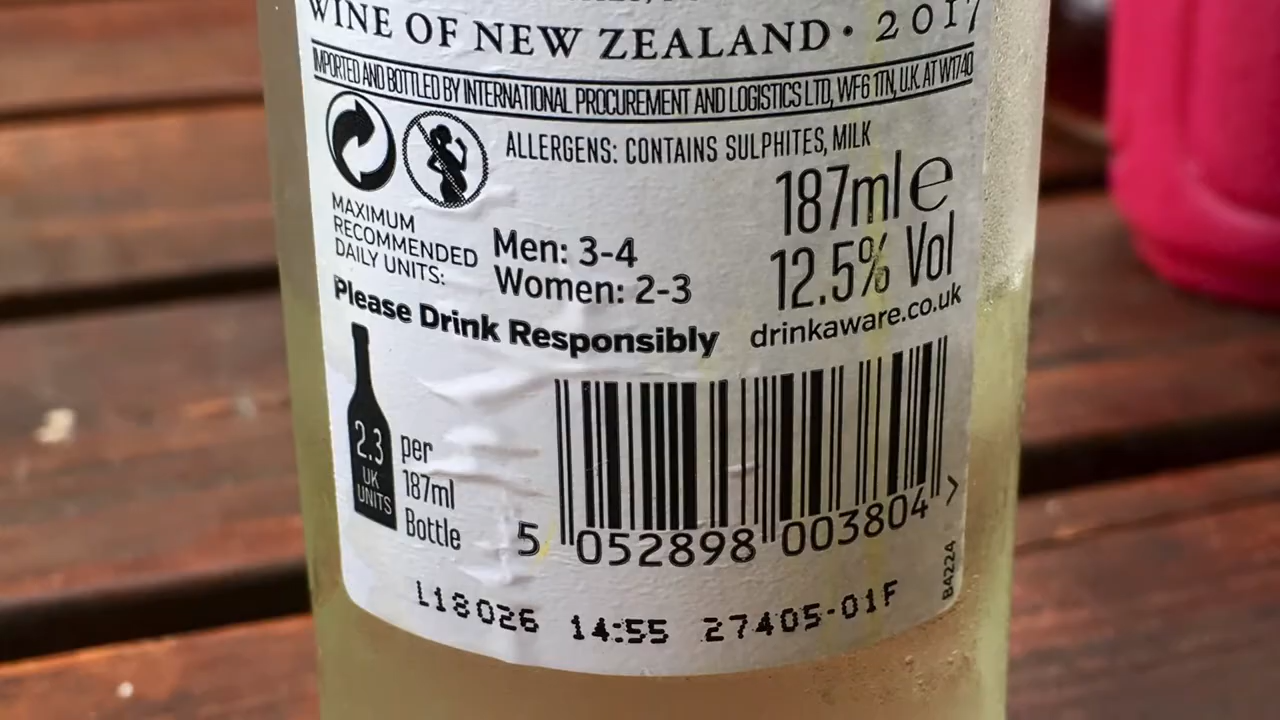 WINE OF NEW ZEALAND • 2017
IMPORTED AND BOTTLED BY INTERNATIONAL PROCUREMENT AND LOGISTICS LTD, WF6 1TN, U.K. AT W1740
ALLERGENS: CONTAINS SULPHITES, MILK
187ml e
12.5% Vol
MAXIMUM
RECOMMENDED
DAILY UNITS:
Men: 3-4
Women: 2-3
Please Drink Responsibly
drinkaware.co.uk
2.3
UK
UNITS
per
187ml
Bottle
5 052898 003804 >
B4224
L18026 14:55 27405-01F